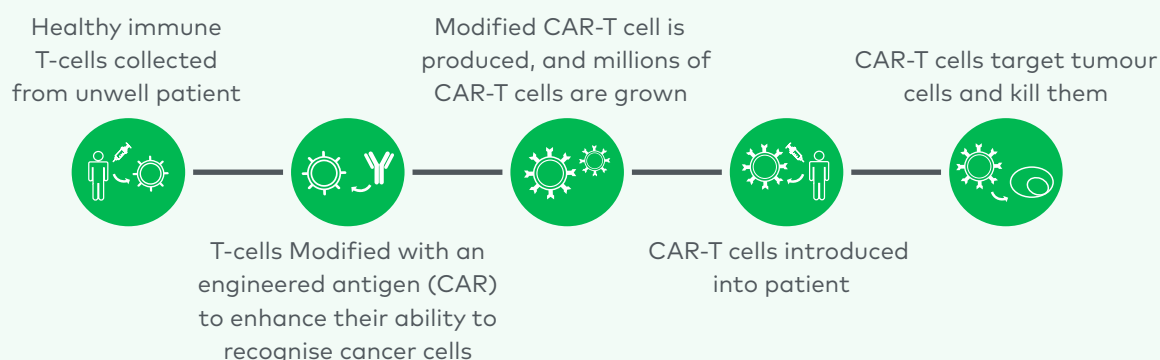 Healthy immune
T-cells collected
from unwell patient
T-cells Modified with an
engineered antigen (CAR)
to enhance their ability to
recognise cancer cells
Modified CAR-T cell is
produced, and millions of
CAR-T cells are grown
CAR-T cells introduced
into patient
CAR-T cells target tumour
cells and kill them